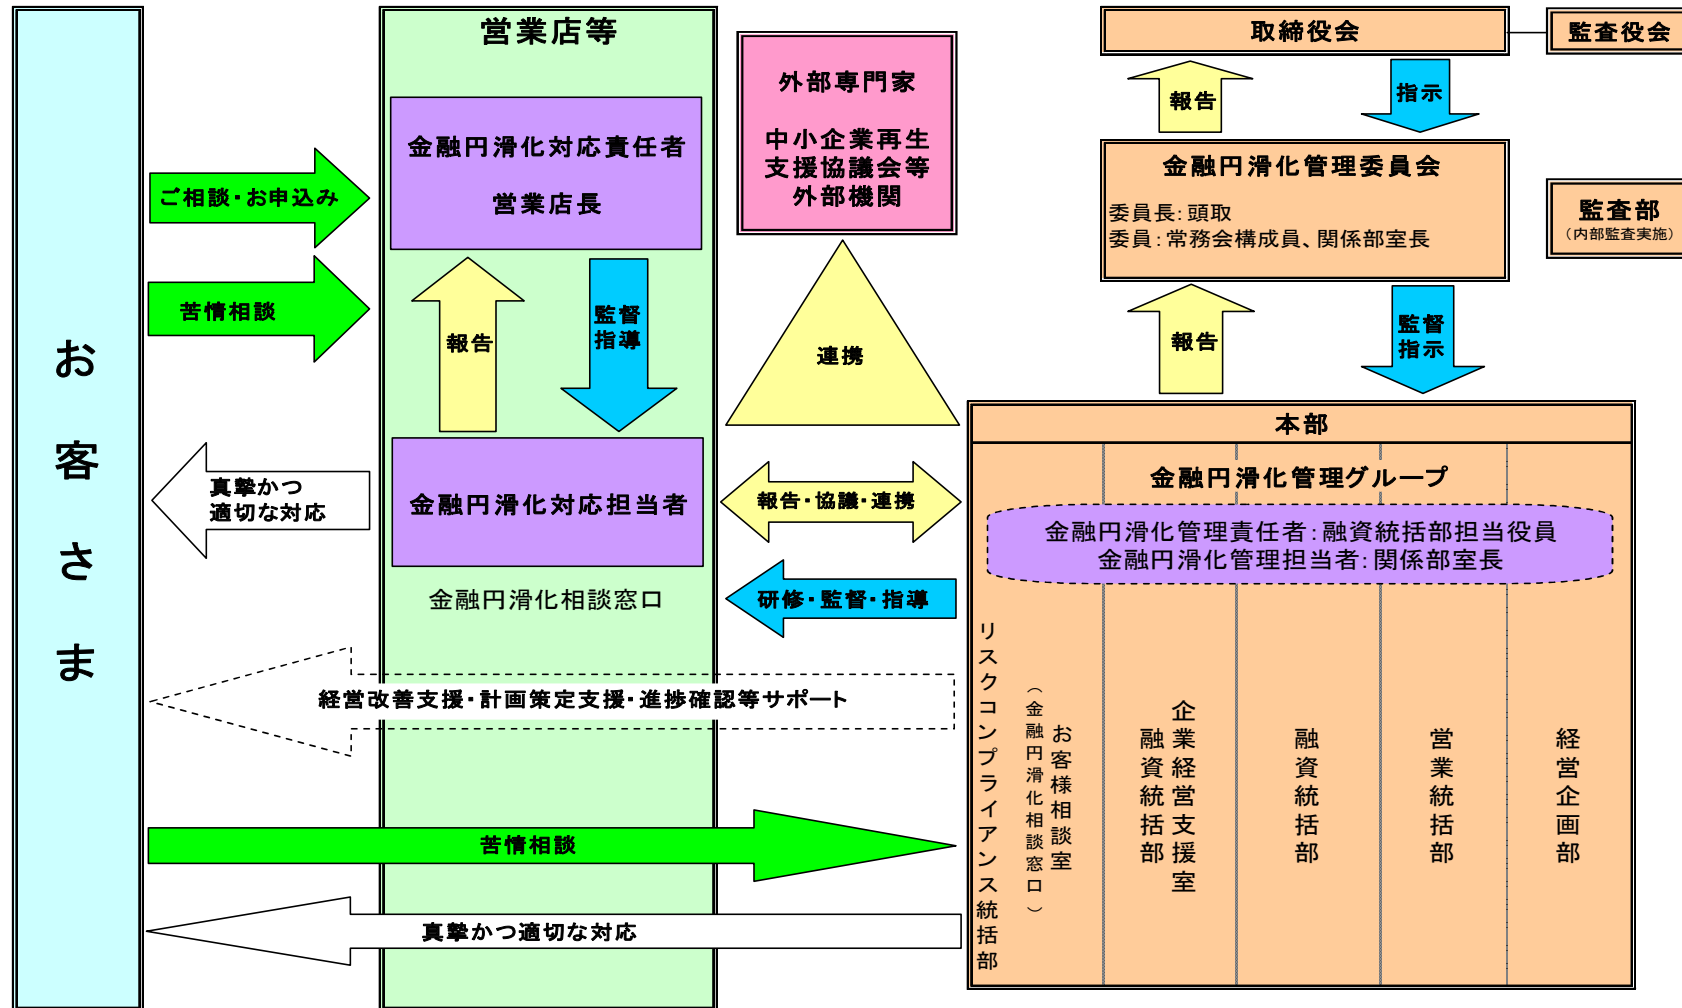 お客さま
営業店等
金融円滑化対応責任者
営業店長
報告
監督
指導
金融円滑化対応担当者
金融円滑化相談窓口
ご相談・お申込み
苦情相談
真摯かつ
適切な対応
外部専門家
中小企業再生
支援協議会等
外部機関
連携
報告・協議・連携
研修・監督・指導
経営改善支援・計画策定支援・進捗確認等サポート
苦情相談
真摯かつ適切な対応
取締役会
監査役会
報告
指示
金融円滑化管理委員会
委員長：頭取
委員：常務会構成員、関係部室長
監査部
（内部監査実施）
報告
監督
指示
本部
金融円滑化管理グループ
金融円滑化管理責任者：融資統括部担当役員
金融円滑化管理担当者：関係部室長
リスクコンプライアンス統括部
お客様相談室
（金融円滑化相談窓口）
融資統括部
企業経営支援室
融資統括部
営業統括部
経営企画部